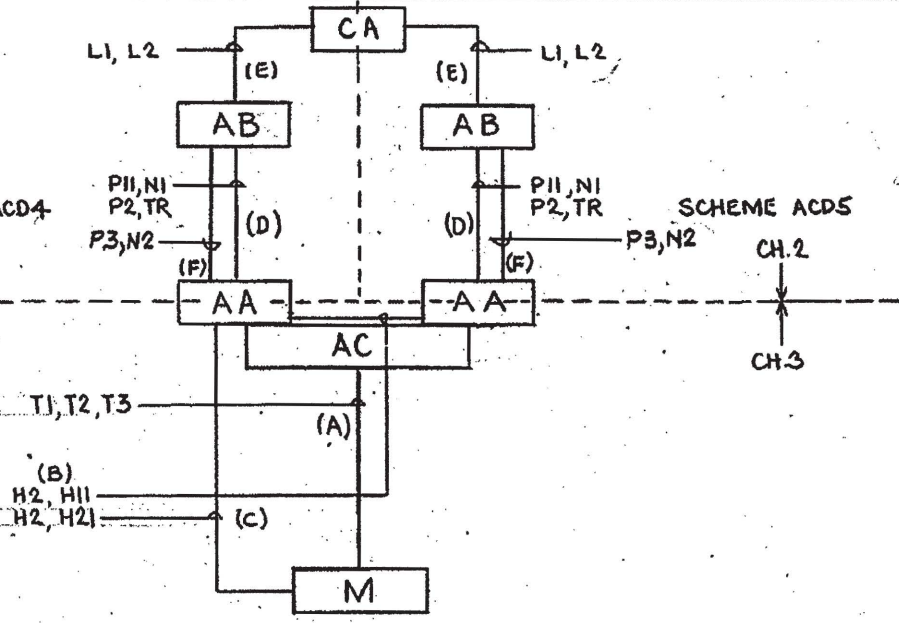 CA
L1, L2
L1, L2
(E)
(E)
AB
AB
P11,N1
P2,TR
P11,N1
P2,TR
ACD4
SCHEME ACD5
(D)
(D)
P3,N2
P3,N2
CH.2
(F)
(F)
AA
AA
AC
CH.3
T1,T2,T3
(A)
(B)
H2, H11
H2, H21
(C)
M